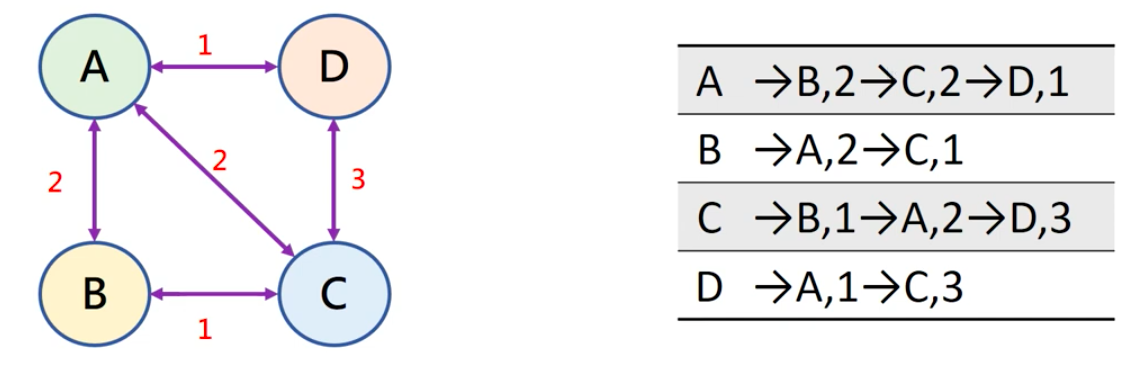 A
1
D
2
2
3
B
1
C
A →B,2→C,2→D,1
B →A,2→C,1
C →B,1→A,2→D,3
D →A,1→C,3